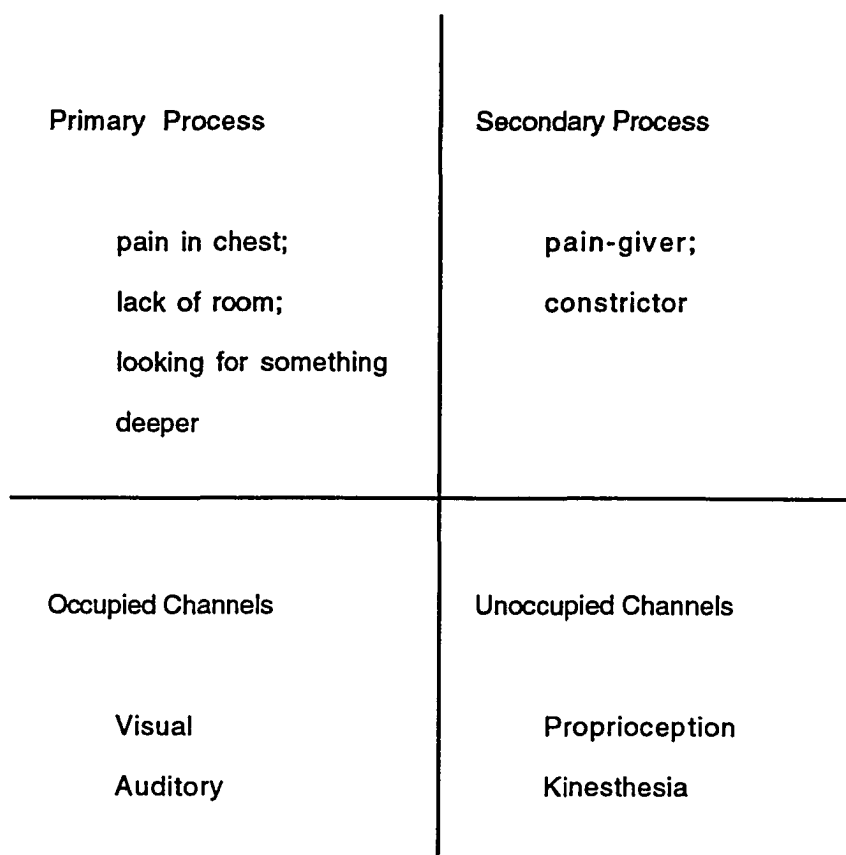 Primary Process
pain in chest;
lack of room;
looking for something
deeper
Secondary Process
pain-giver;
constrictor
Occupied Channels
Visual
Auditory
Unoccupied Channels
Proprioception
Kinesthesia